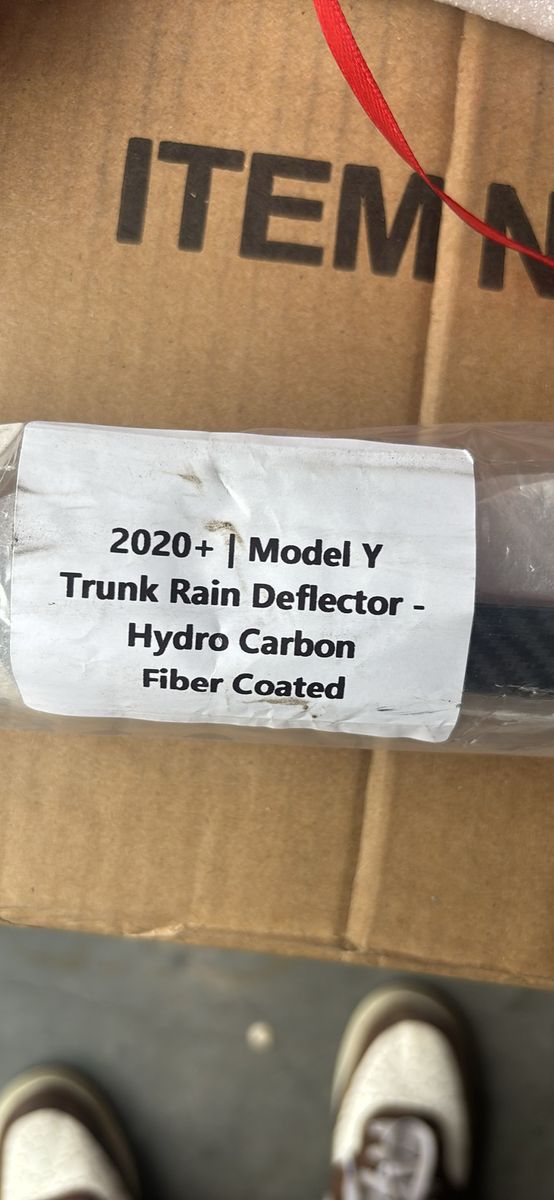 ITEM N
2020+ | Model Y
Trunk Rain Deflector -
Hydro Carbon
Fiber Coated